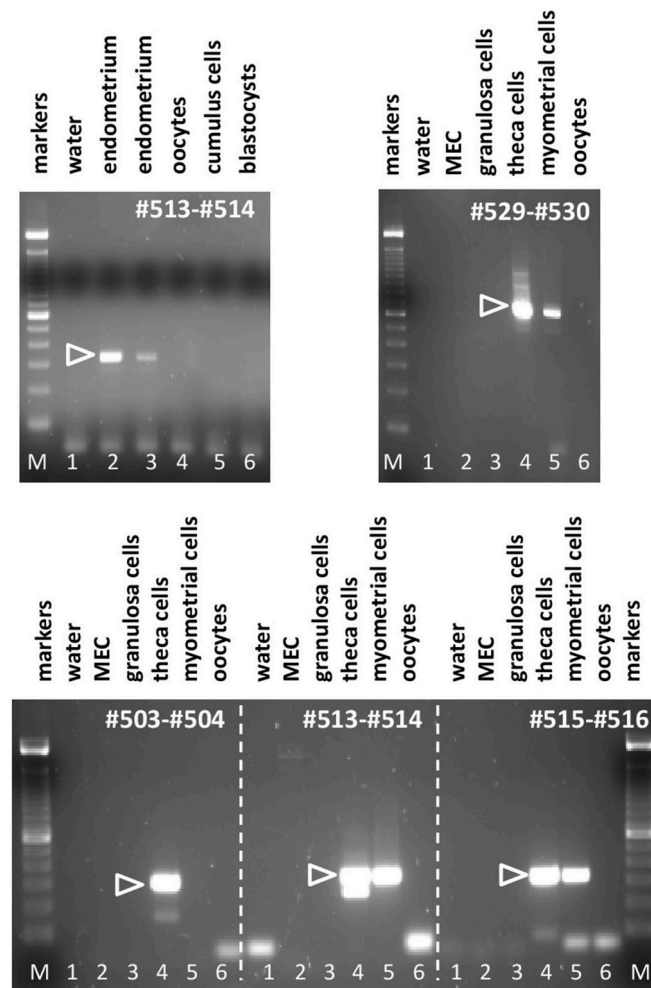 markers
water
endometrium
endometrium
oocytes
cumulus cells
blastocysts
#513-#514
M 1 2 3 4 5 6
markers
water
MEC
granulosa cells
theca cells
myometrial cells
oocytes
#529-#530
M 1 2 3 4 5 6
markers
water
MEC
granulosa cells
theca cells
myometrial cells
oocytes
water
MEC
granulosa cells
theca cells
myometrial cells
oocytes
water
MEC
granulosa cells
theca cells
myometrial cells
oocytes
markers
#503-#504 #513-#514 #515-#516
M 1 2 3 4 5 6 1 2 3 4 5 6 1 2 3 4 5 6 M